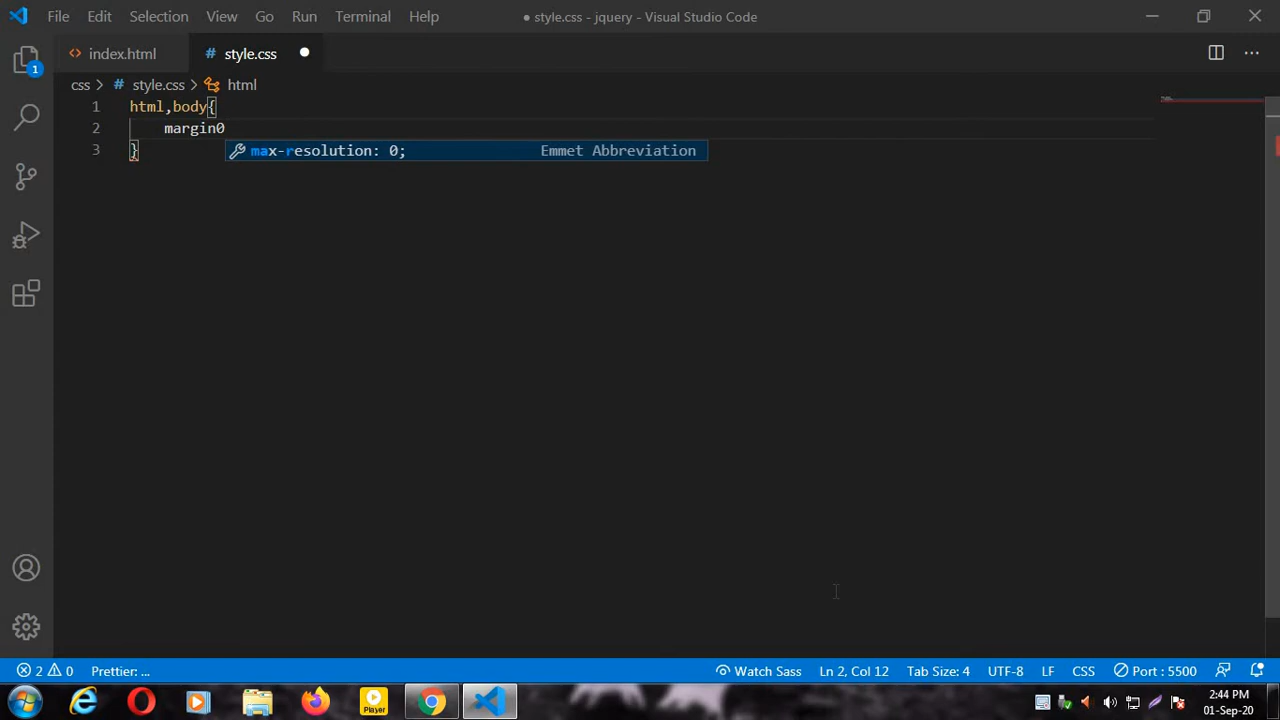 File Edit Selection View Go Run Terminal Help ● style.css - jquery - Visual Studio Code
<> index.html # style.css ●
css > # style.css > html
1 html,body{
2 margin0
3 }
max-resolution: 0; Emmet Abbreviation
1
2 0 Prettier: ... Watch Sass Ln 2, Col 12 Tab Size: 4 UTF-8 LF CSS Port : 5500
Player
2:44 PM
01-Sep-20